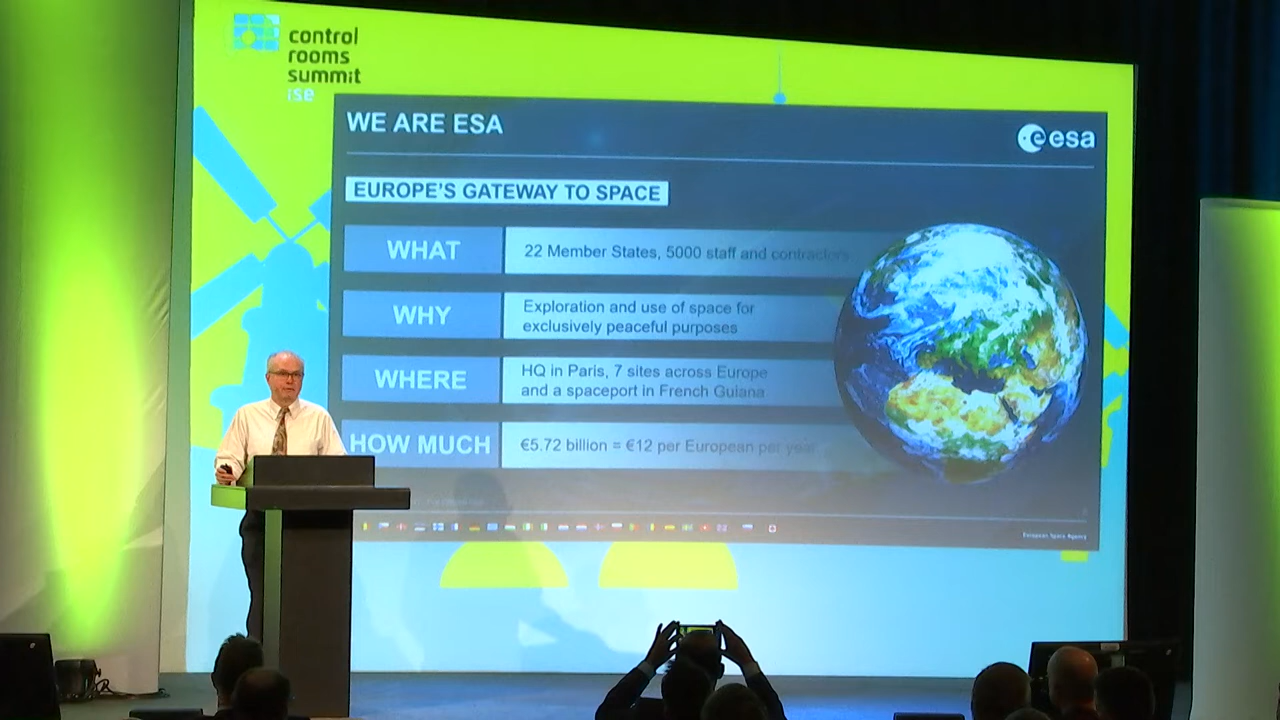 control
rooms
summit
ise
WE ARE ESA
esa
EUROPE'S GATEWAY TO SPACE
WHAT
22 Member States, 5000 staff and contractors
WHY
Exploration and use of space for
exclusively peaceful purposes
WHERE
HQ in Paris, 7 sites across Europe
and a spaceport in French Guiana
HOW MUCH
€5.72 billion = €12 per European per year
European Space Agency